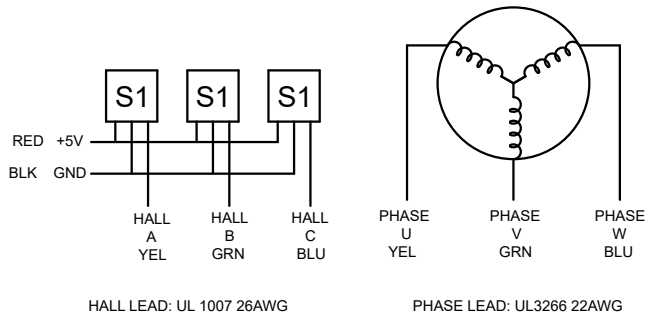 S1 S1 S1
RED +5V
BLK GND
HALL
A
YEL
HALL
B
GRN
HALL
C
BLU
PHASE
U
YEL
PHASE
V
GRN
PHASE
W
BLU
HALL LEAD: UL 1007 26AWG
PHASE LEAD: UL3266 22AWG